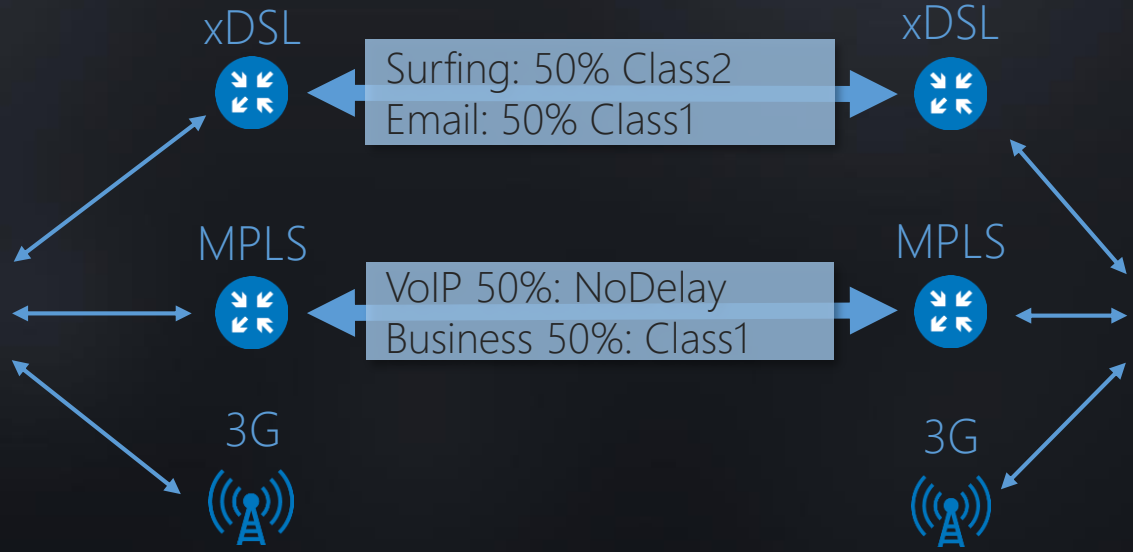 xDSL
xDSL
Surfing: 50% Class2
Email: 50% Class1
MPLS
MPLS
VoIP 50%: NoDelay
Business 50%: Class1
3G
3G